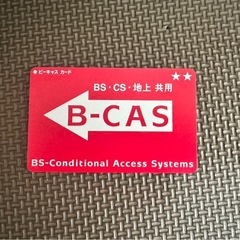 ●ビーキャス カード
★★
BS・CS・地上 共用
B-CAS
BS-Conditional Access Systems